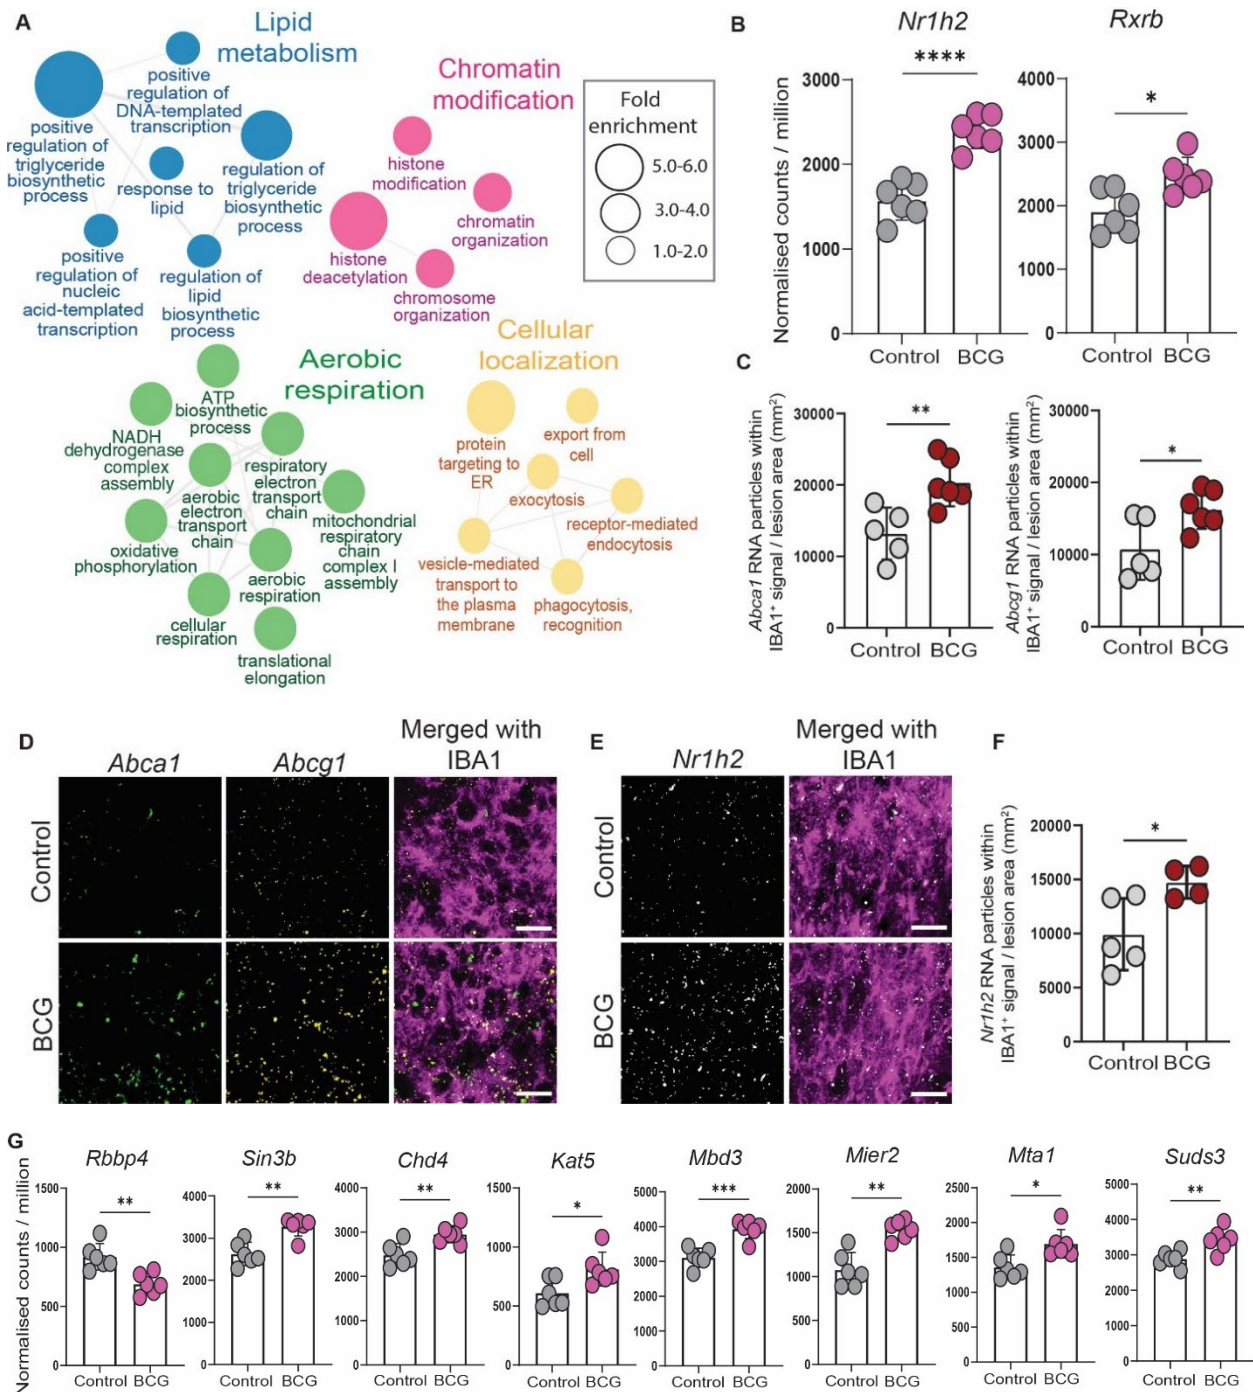 A
Lipid
metabolism
positive
regulation of
DNA-templated
transcription
positive
regulation of
triglyceride
biosynthetic
process
response to
lipid
regulation of
triglyceride
biosynthetic
process
positive
regulation of
nucleic
acid-templated
transcription
regulation of
lipid
biosynthetic
process
Chromatin
modification
histone
modification
chromatin
organization
histone
deacetylation
chromosome
organization
Fold
enrichment
5.0-6.0
3.0-4.0
1.0-2.0
Aerobic
respiration
ATP
biosynthetic
process
NADH
dehydrogenase
complex
assembly
respiratory
electron
transport
chain
aerobic
electron
transport
chain
mitochondrial
respiratory
chain
complex I
assembly
oxidative
phosphorylation
aerobic
respiration
cellular
respiration
translational
elongation
Cellular
localization
protein
targeting to
ER
export from
cell
exocytosis
receptor-mediated
endocytosis
vesicle-mediated
transport to
the plasma
membrane
phagocytosis,
recognition
B
Nr1h2
Normalised counts / million
3000
2000
1000
0
****
Control BCG
Rxrb
4000
3000
2000
1000
0
*
Control BCG
C
Abca1 RNA particles within
IBA1+ signal / lesion area (mm²)
30000
20000
10000
0
**
Control BCG
Abcg1 RNA particles within
IBA1+ signal / lesion area (mm²)
30000
20000
10000
0
*
Control BCG
D
Abca1
Abcg1
Merged with
IBA1
Control
BCG
E
Nr1h2
Merged with
IBA1
Control
BCG
F
Nr1h2 RNA particles within
IBA1+ signal / lesion area (mm²)
20000
15000
10000
5000
0
*
Control BCG
G
Normalised counts / million
Rbbp4
1500
1000
500
0
**
Control BCG
Sin3b
4000
3000
2000
1000
0
**
Control BCG
Chd4
4000
3000
2000
1000
0
**
Control BCG
Kat5
1500
1000
500
0
*
Control BCG
Mbd3
5000
4000
3000
2000
1000
0
***
Control BCG
Mier2
2000
1500
1000
500
0
**
Control BCG
Mta1
2500
2000
1500
1000
500
0
*
Control BCG
Suds3
5000
4000
3000
2000
1000
0
**
Control BCG